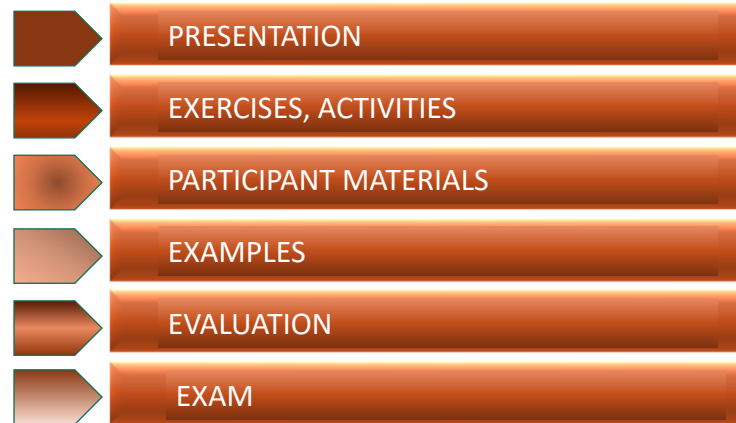 PRESENTATION
EXERCISES, ACTIVITIES
PARTICIPANT MATERIALS
EXAMPLES
EVALUATION
EXAM